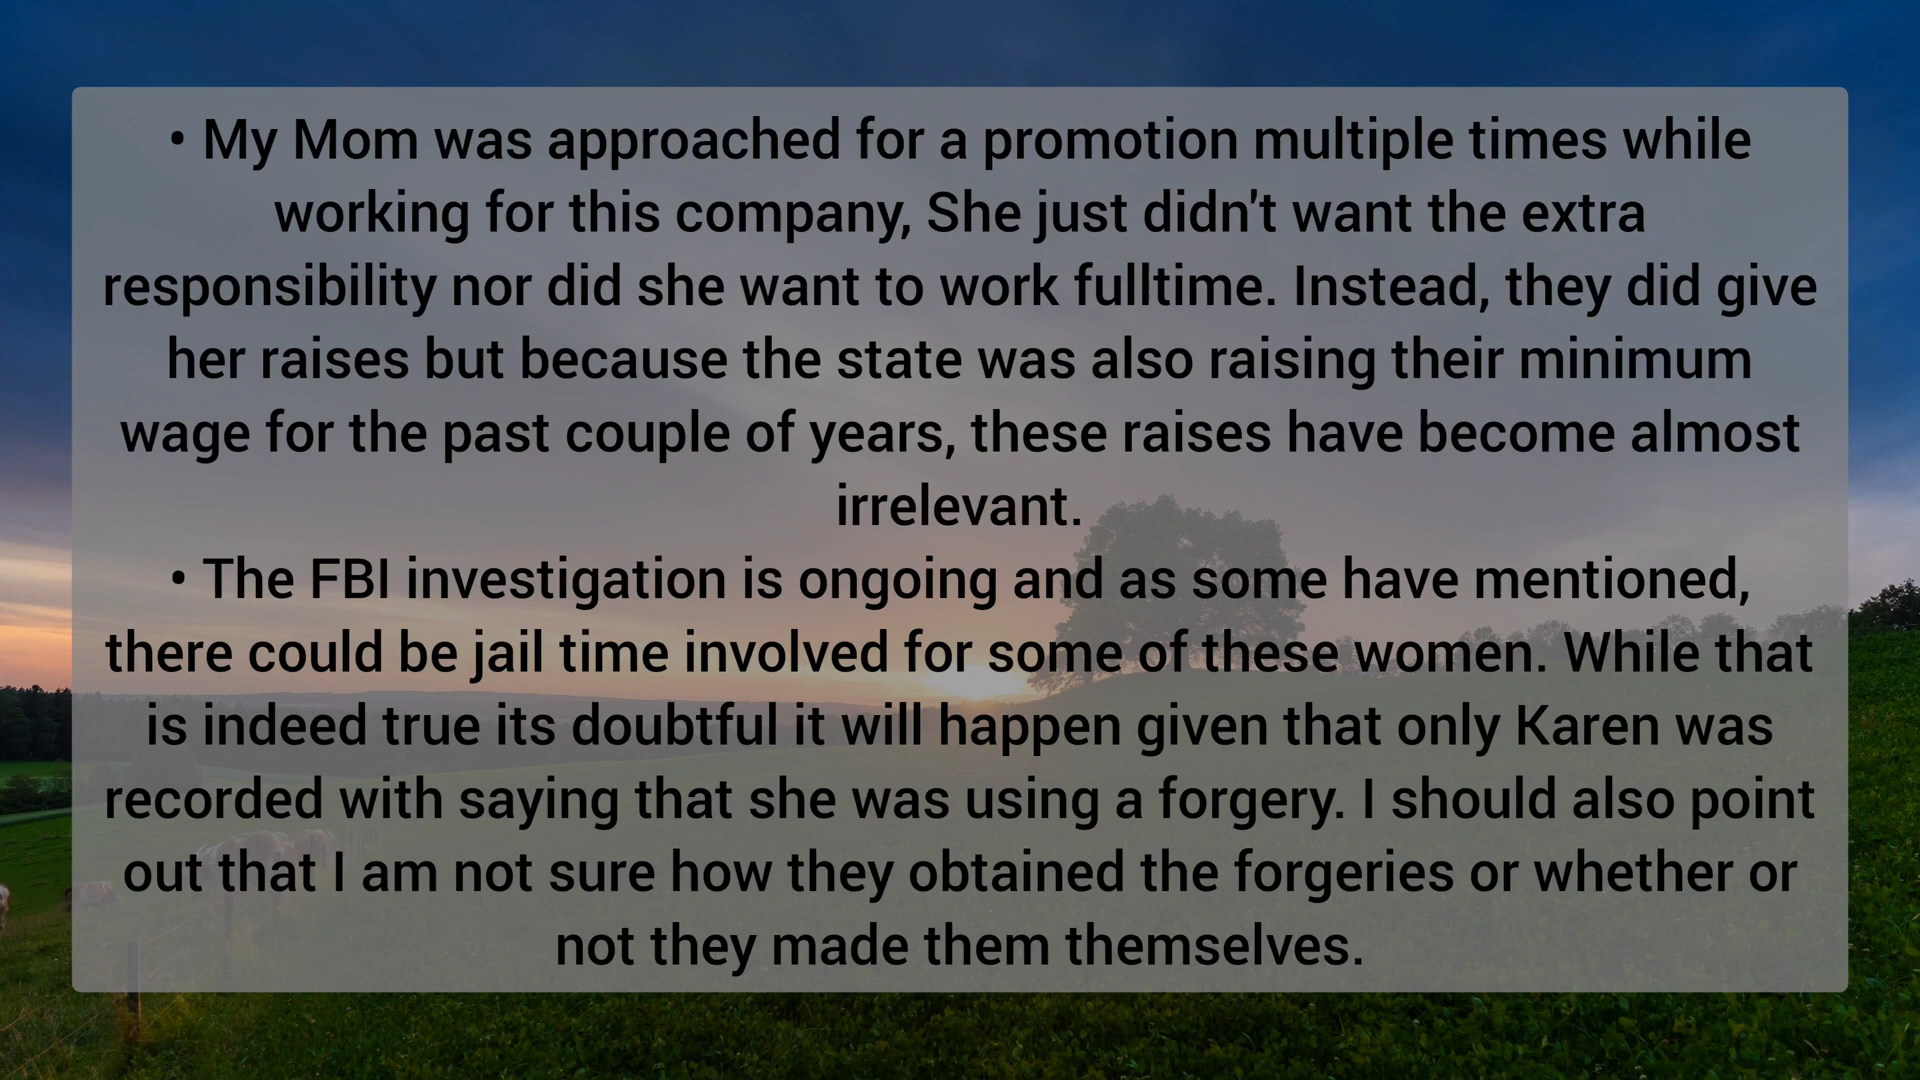 • My Mom was approached for a promotion multiple times while
working for this company, She just didn't want the extra
responsibility nor did she want to work fulltime. Instead, they did give
her raises but because the state was also raising their minimum
wage for the past couple of years, these raises have become almost
irrelevant.
• The FBI investigation is ongoing and as some have mentioned,
there could be jail time involved for some of these women. While that
is indeed true its doubtful it will happen given that only Karen was
recorded with saying that she was using a forgery. I should also point
out that I am not sure how they obtained the forgeries or whether or
not they made them themselves.